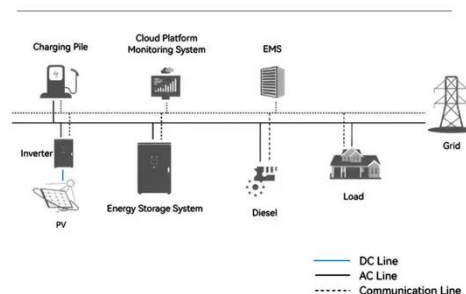 Charging Pile
Cloud Platform
Monitoring System
EMS
Grid
Inverter
PV
Energy Storage System
Diesel
Load
DC Line
AC Line
Communication Line